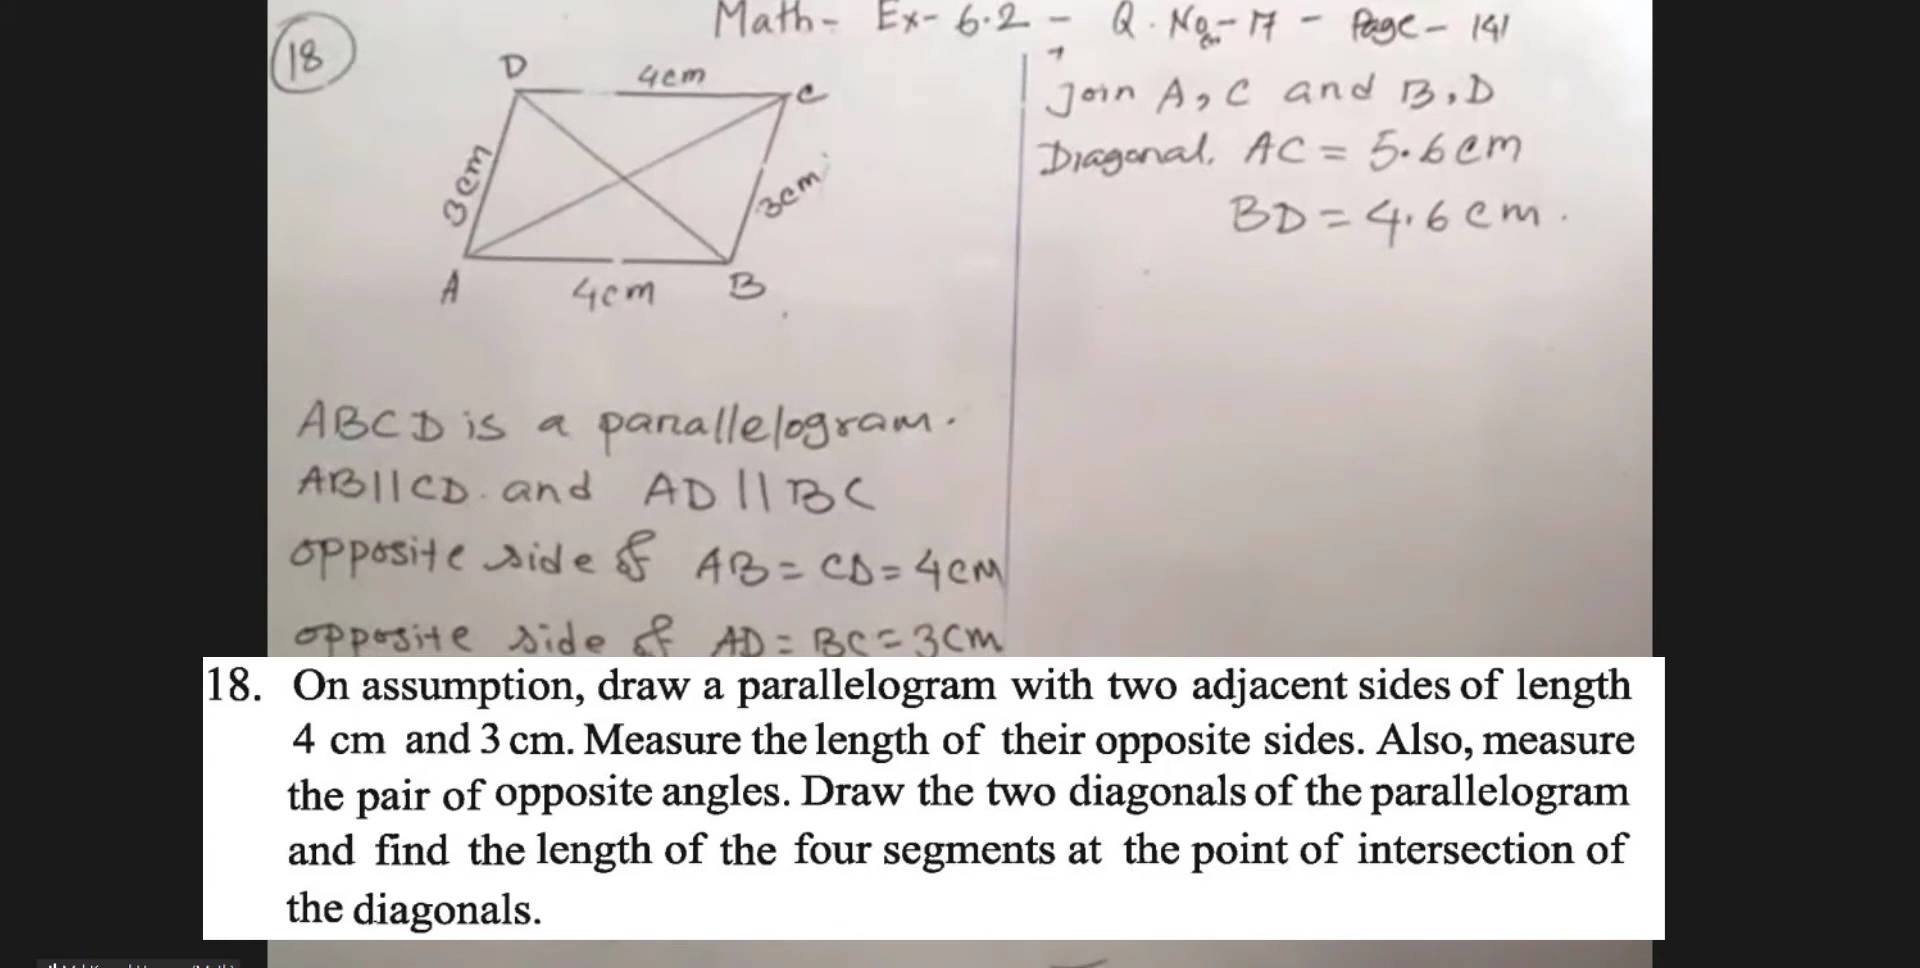 Math - Ex- 6.2 - Q. No- 17 - Page - 141
18
D
4cm
C
3cm
3cm
A
4cm
B
Join A, C and B, D
Diagonal. AC = 5.6 cm
BD = 4.6 cm.
ABCD is a parallelogram.
AB||CD. and AD || BC
opposite side of AB = CD = 4cm
opposite side of AD = BC = 3cm
18. On assumption, draw a parallelogram with two adjacent sides of length
4 cm and 3 cm. Measure the length of their opposite sides. Also, measure
the pair of opposite angles. Draw the two diagonals of the parallelogram
and find the length of the four segments at the point of intersection of
the diagonals.